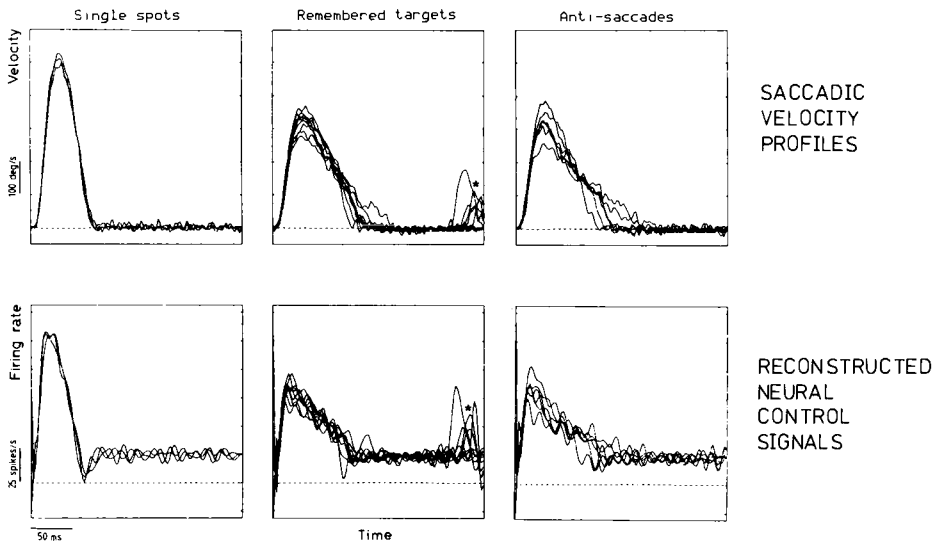 Single spots
Remembered targets
Anti-saccades
Velocity
100 deg/s
*
SACCADIC
VELOCITY
PROFILES
Firing rate
25 spikes/s
*
RECONSTRUCTED
NEURAL
CONTROL
SIGNALS
50 ms
Time